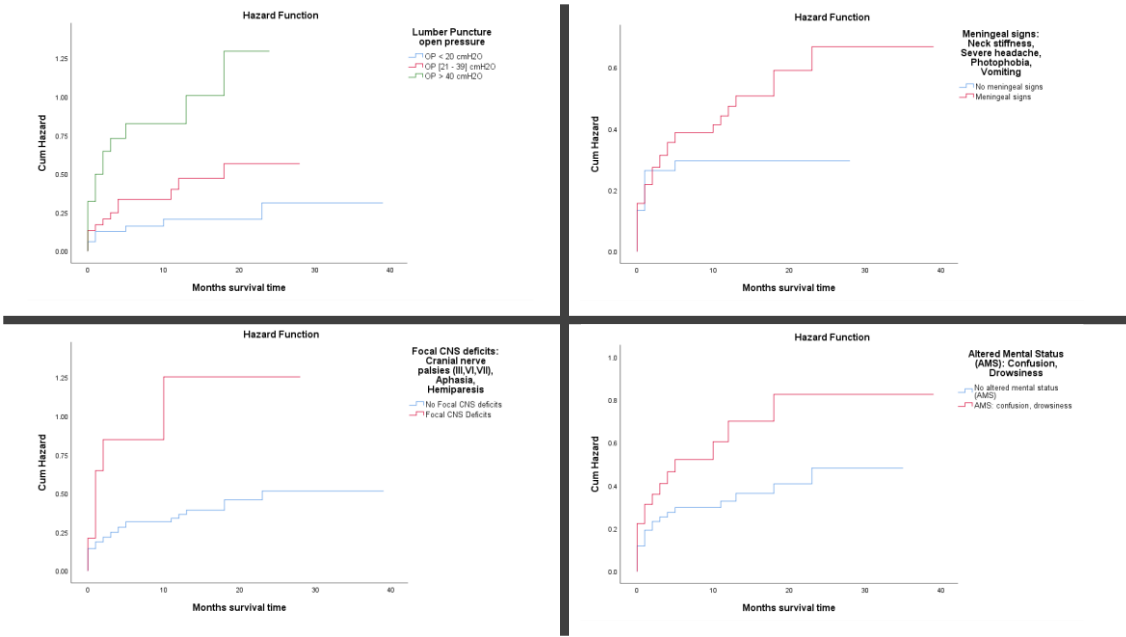 Hazard Function
Lumber Puncture
open pressure
OP < 20 cmH2O
OP [21 - 39] cmH2O
OP > 40 cmH2O
Cum Hazard
1.25
1.00
0.75
0.50
0.25
0.00
0
10
20
30
40
Months survival time
Hazard Function
Meningeal signs:
Neck stiffness,
Severe headache,
Photophobia,
Vomiting
No meningeal signs
Meningeal signs
Cum Hazard
0.6
0.4
0.2
0.0
0
10
20
30
40
Months survival time
Hazard Function
Focal CNS deficits:
Cranial nerve
palsies (III,VI,VII),
Aphasia,
Hemiparesis
No Focal CNS deficits
Focal CNS Deficits
Cum Hazard
1.25
1.00
0.75
0.50
0.25
0.00
0
10
20
30
40
Months survival time
Hazard Function
Altered Mental Status
(AMS): Confusion,
Drowsiness
No altered mental status
(AMS)
AMS: confusion, drowsiness
Cum Hazard
1.0
0.8
0.6
0.4
0.2
0.0
0
10
20
30
40
Months survival time